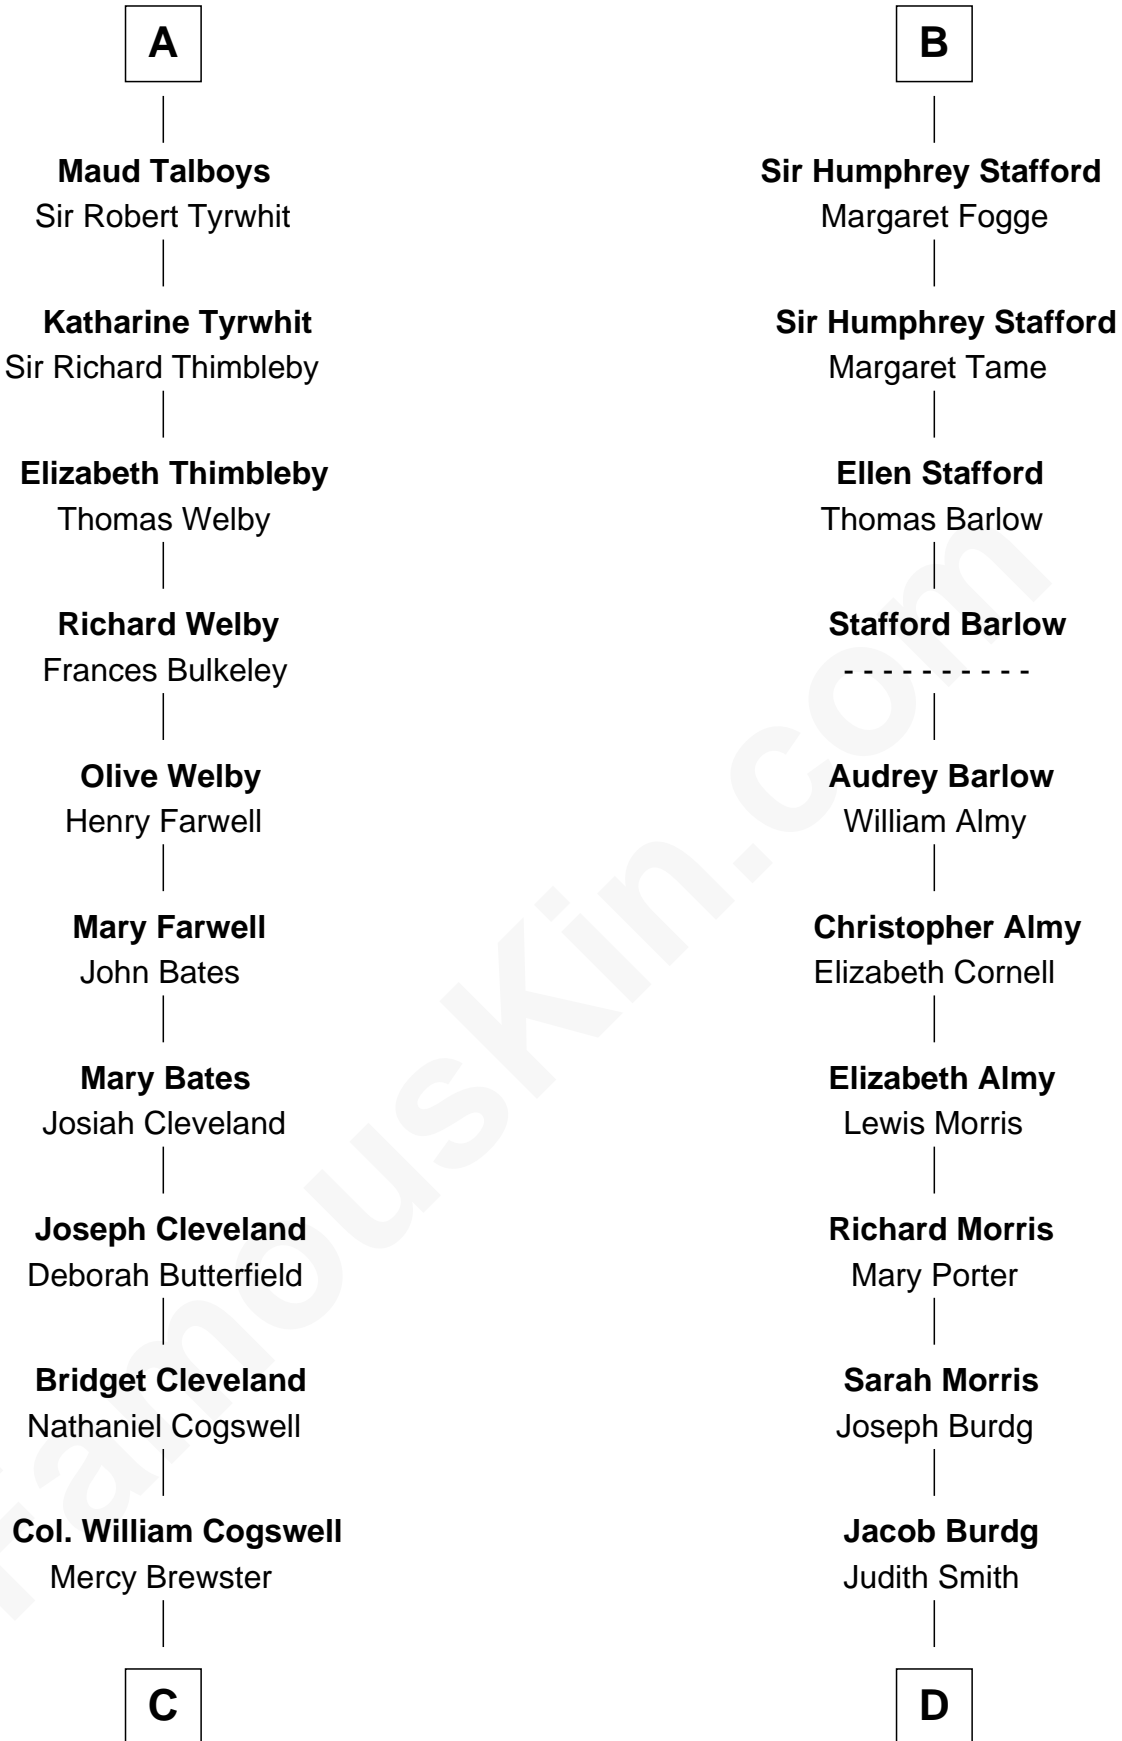 A
Maud Talboys
Sir Robert Tyrwhit
Katharine Tyrwhit
Sir Richard Thimbleby
Elizabeth Thimbleby
Thomas Welby
Richard Welby
Frances Bulkeley
Olive Welby
Henry Farwell
Mary Farwell
John Bates
Mary Bates
Josiah Cleveland
Joseph Cleveland
Deborah Butterfield
Bridget Cleveland
Nathaniel Cogswell
Col. William Cogswell
Mercy Brewster
C
B
Sir Humphrey Stafford
Margaret Fogge
Sir Humphrey Stafford
Margaret Tame
Ellen Stafford
Thomas Barlow
Stafford Barlow
- - - - - - - - - -
Audrey Barlow
William Almy
Christopher Almy
Elizabeth Cornell
Elizabeth Almy
Lewis Morris
Richard Morris
Mary Porter
Sarah Morris
Joseph Burdg
Jacob Burdg
Judith Smith
D
FamousKin.com